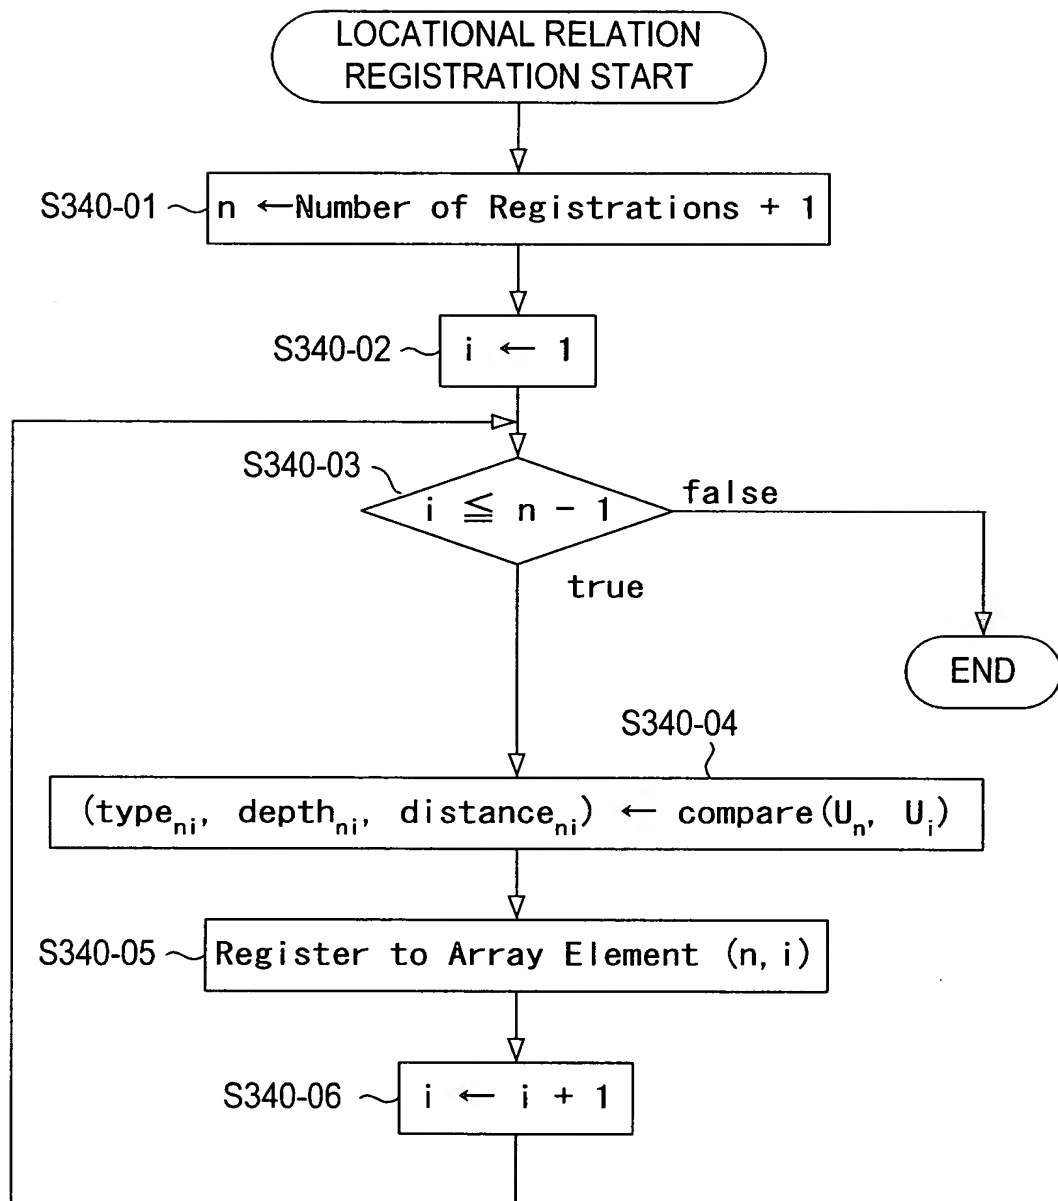 LOCATIONAL RELATION
REGISTRATION START
S340-01
n ←Number of Registrations + 1
S340-02
i ← 1
S340-03
i ≦ n - 1
false
true
END
S340-04
(type_ni, depth_ni, distance_ni) ← compare(U_n, U_i)
S340-05
Register to Array Element (n, i)
S340-06
i ← i + 1